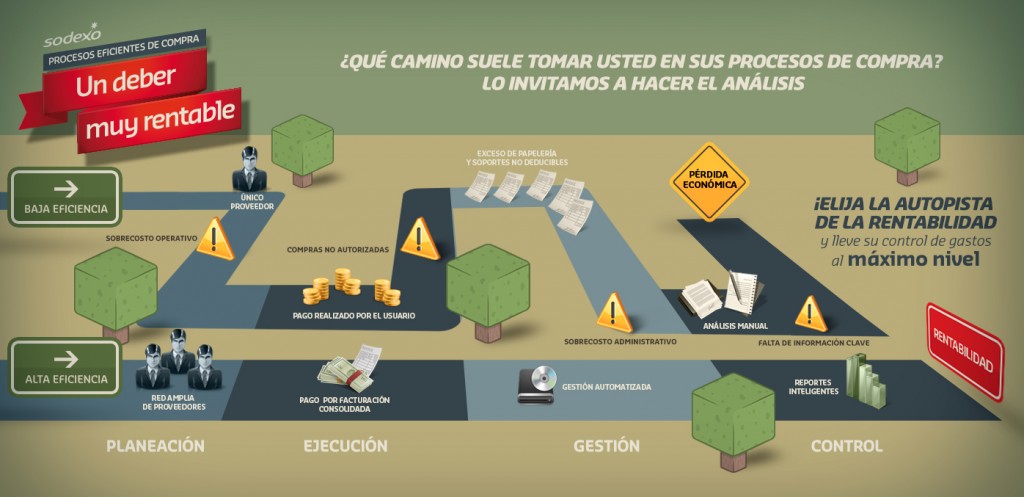 sodexo
PROCESOS EFICIENTES DE COMPRA
Un deber
muy rentable
¿QUÉ CAMINO SUELE TOMAR USTED EN SUS PROCESOS DE COMPRA?
LO INVITAMOS A HACER EL ANÁLISIS
BAJA EFICIENCIA
ÚNICO
PROVEEDOR
SOBRECOSTO OPERATIVO
COMPRAS NO AUTORIZADAS
PAGO REALIZADO POR EL USUARIO
EXCESO DE PAPELERÍA
Y SOPORTES NO DEDUCIBLES
SOBRECOSTO ADMINISTRATIVO
PÉRDIDA
ECONÓMICA
ANÁLISIS MANUAL
FALTA DE INFORMACIÓN CLAVE
¡ELIJA LA AUTOPISTA
DE LA RENTABILIDAD
y lleve su control de gastos
al máximo nivel
ALTA EFICIENCIA
RED AMPLIA
DE PROVEEDORES
PAGO POR FACTURACIÓN
CONSOLIDADA
GESTIÓN AUTOMATIZADA
REPORTES
INTELIGENTES
RENTABILIDAD
PLANEACIÓN
EJECUCIÓN
GESTIÓN
CONTROL